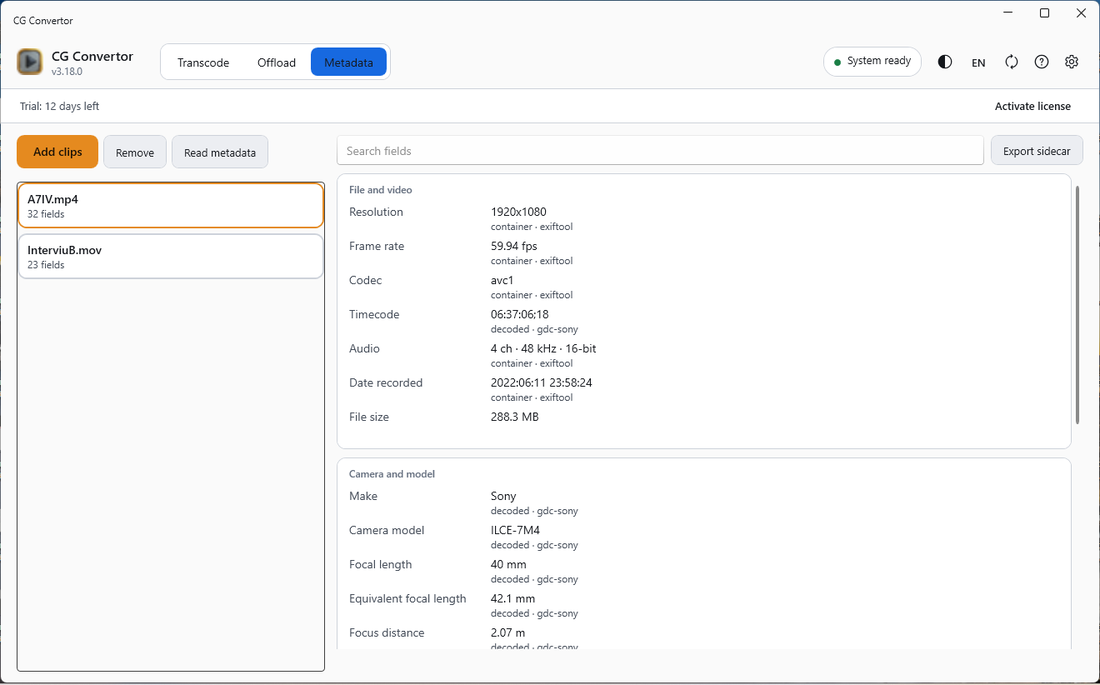 CG Convertor
CG Convertor
v3.18.0
Transcode
Offload
Metadata
System ready
EN
Trial: 12 days left
Activate license
Add clips
Remove
Read metadata
Search fields
Export sidecar
A7IV.mp4
32 fields
InterviuB.mov
23 fields
File and video
Resolution
1920x1080
container · exiftool
Frame rate
59.94 fps
container · exiftool
Codec
avc1
container · exiftool
Timecode
06:37:06;18
decoded · gdc-sony
Audio
4 ch · 48 kHz · 16-bit
container · exiftool
Date recorded
2022:06:11 23:58:24
container · exiftool
File size
288.3 MB
Camera and model
Make
Sony
decoded · gdc-sony
Camera model
ILCE-7M4
decoded · gdc-sony
Focal length
40 mm
decoded · gdc-sony
Equivalent focal length
42.1 mm
decoded · gdc-sony
Focus distance
2.07 m
decoded · gdc-sony